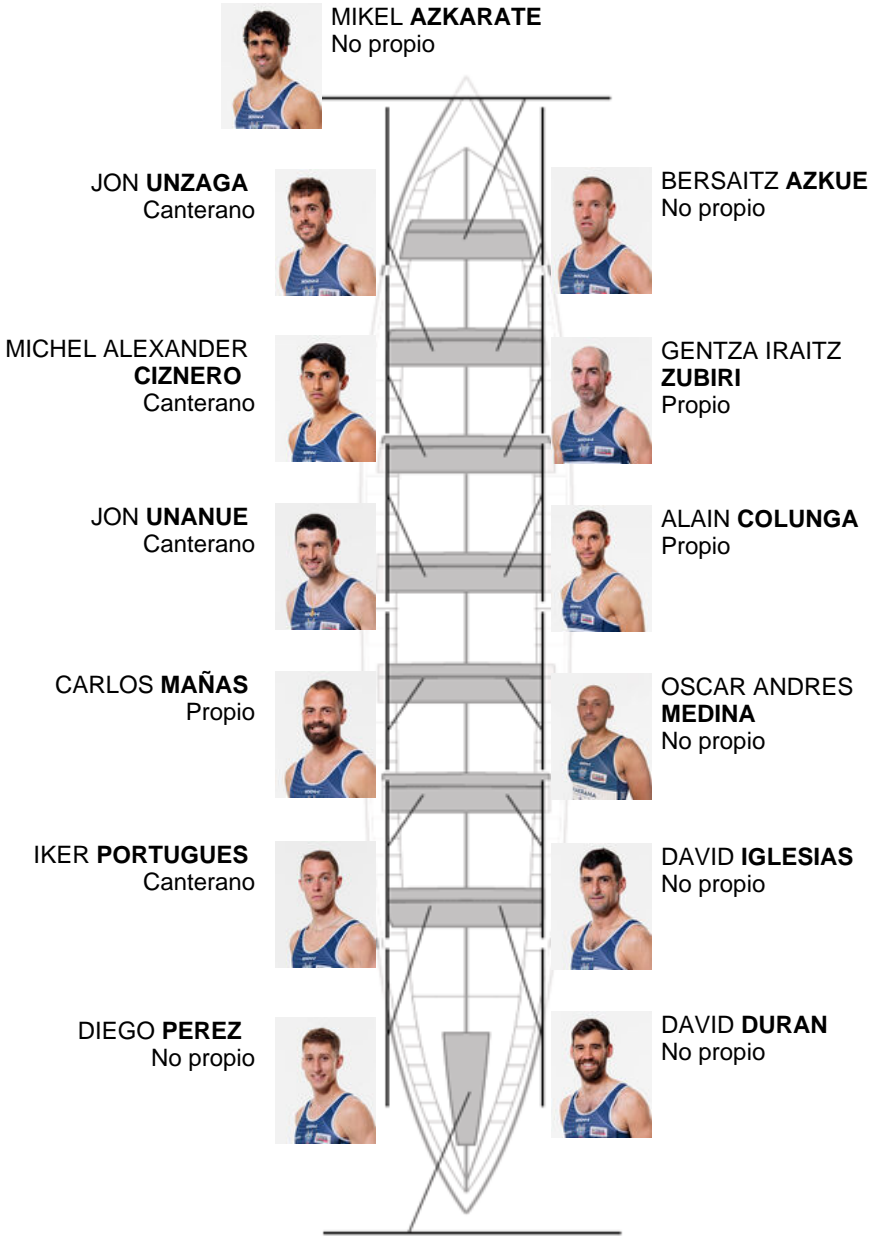 MIKEL AZKARATE
No propio
JON UNZAGA
Canterano
BERSAITZ AZKUE
No propio
MICHEL ALEXANDER
CIZNERO
Canterano
GENTZA IRAITZ
ZUBIRI
Propio
JON UNANUE
Canterano
ALAIN COLUNGA
Propio
CARLOS MAÑAS
Propio
OSCAR ANDRES
MEDINA
No propio
IKER PORTUGUES
Canterano
DAVID IGLESIAS
No propio
DIEGO PEREZ
No propio
DAVID DURAN
No propio